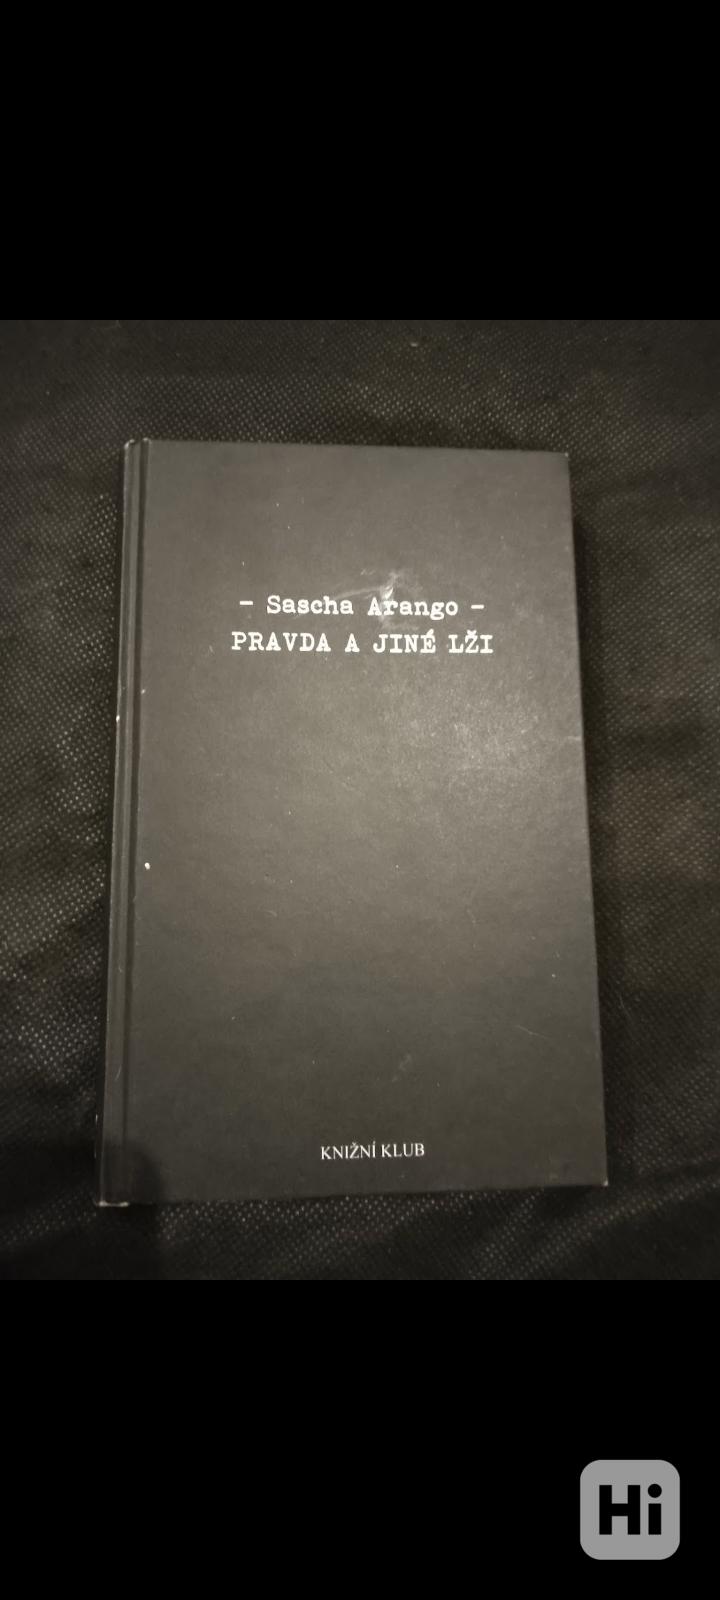 - Sascha Arango -
PRAVDA A JINÉ LŽI
KNIŽNÍ KLUB
Hi